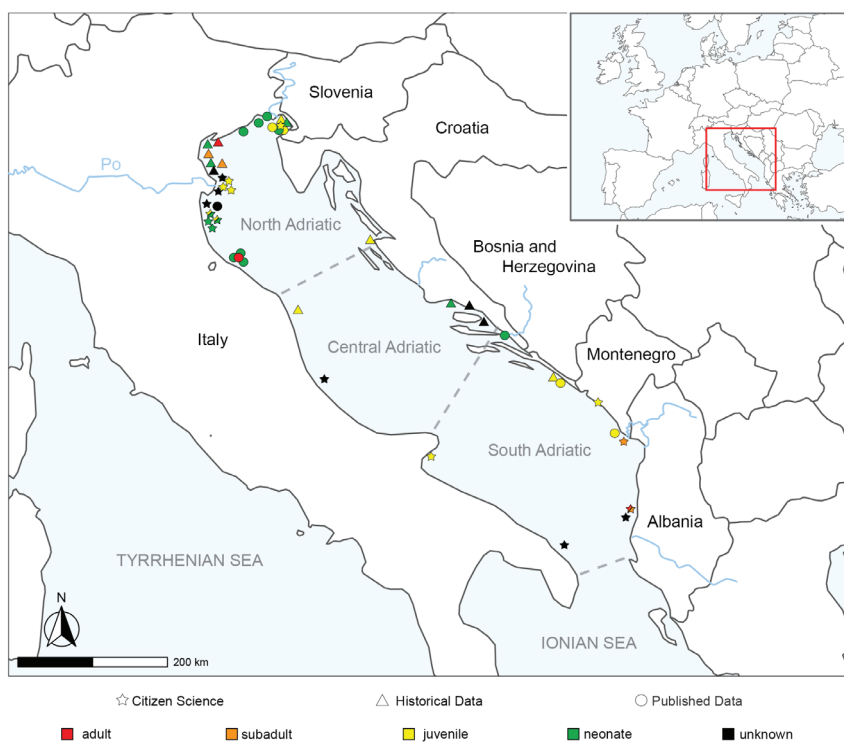 Slovenia
Croatia
Po
North Adriatic
Bosnia and
Herzegovina
Italy
Central Adriatic
Montenegro
South Adriatic
Albania
TYRRHENIAN SEA
N
IONIAN SEA
200 km
Citizen Science
Historical Data
Published Data
adult
subadult
juvenile
neonate
unknown